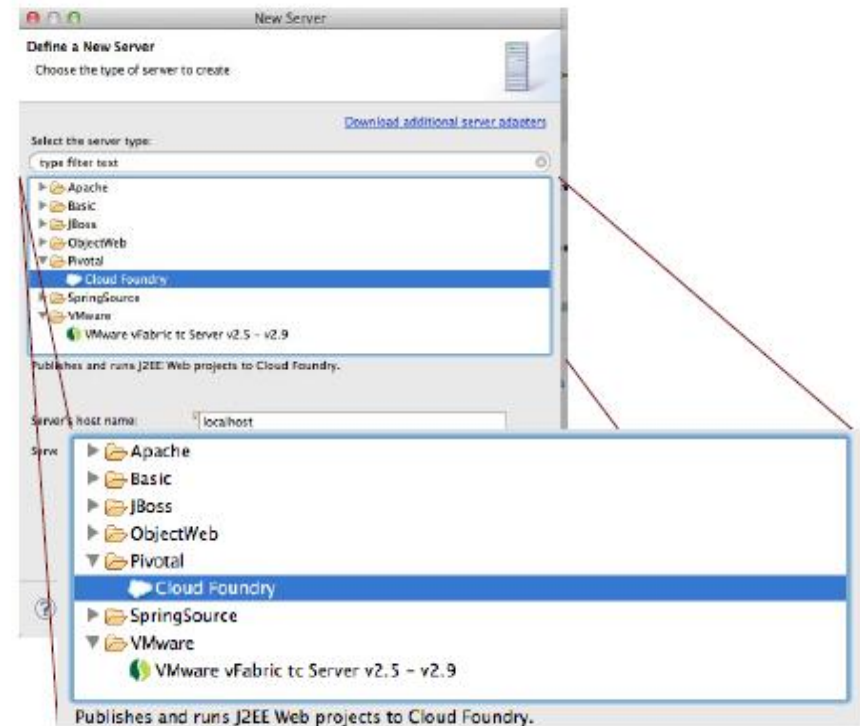 New Server
Define a New Server
Choose the type of server to create
Download additional server adapters
Select the server type:
type filter text
Apache
Basic
JBoss
ObjectWeb
Pivotal
Cloud Foundry
SpringSource
VMware
VMware vFabric tc Server v2.5 – v2.9
Publishes and runs J2EE Web projects to Cloud Foundry.
Server's host name:
localhost
Serve
Apache
Basic
JBoss
ObjectWeb
Pivotal
Cloud Foundry
SpringSource
VMware
VMware vFabric tc Server v2.5 – v2.9
Publishes and runs J2EE Web projects to Cloud Foundry.
?